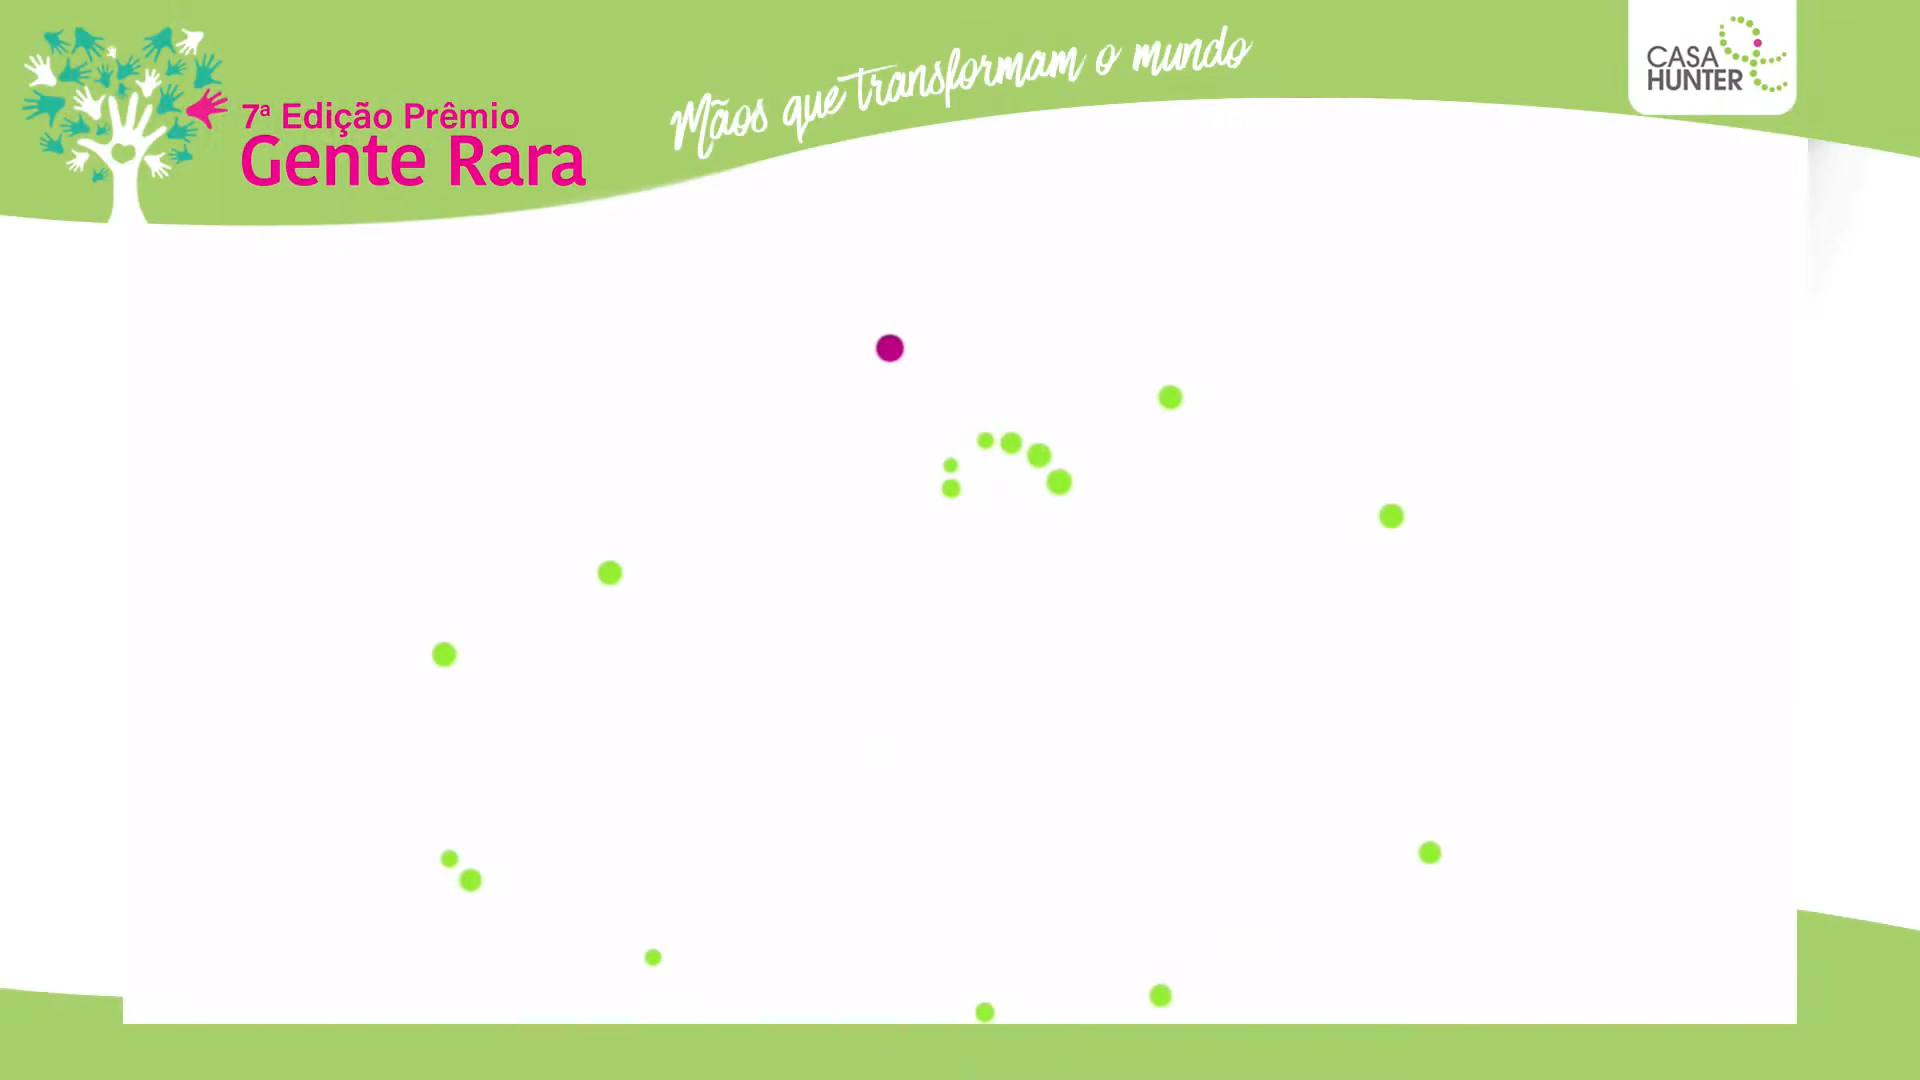 7ª Edição Prêmio
Gente Rara
Mãos que transformam o mundo
CASA
HUNTER